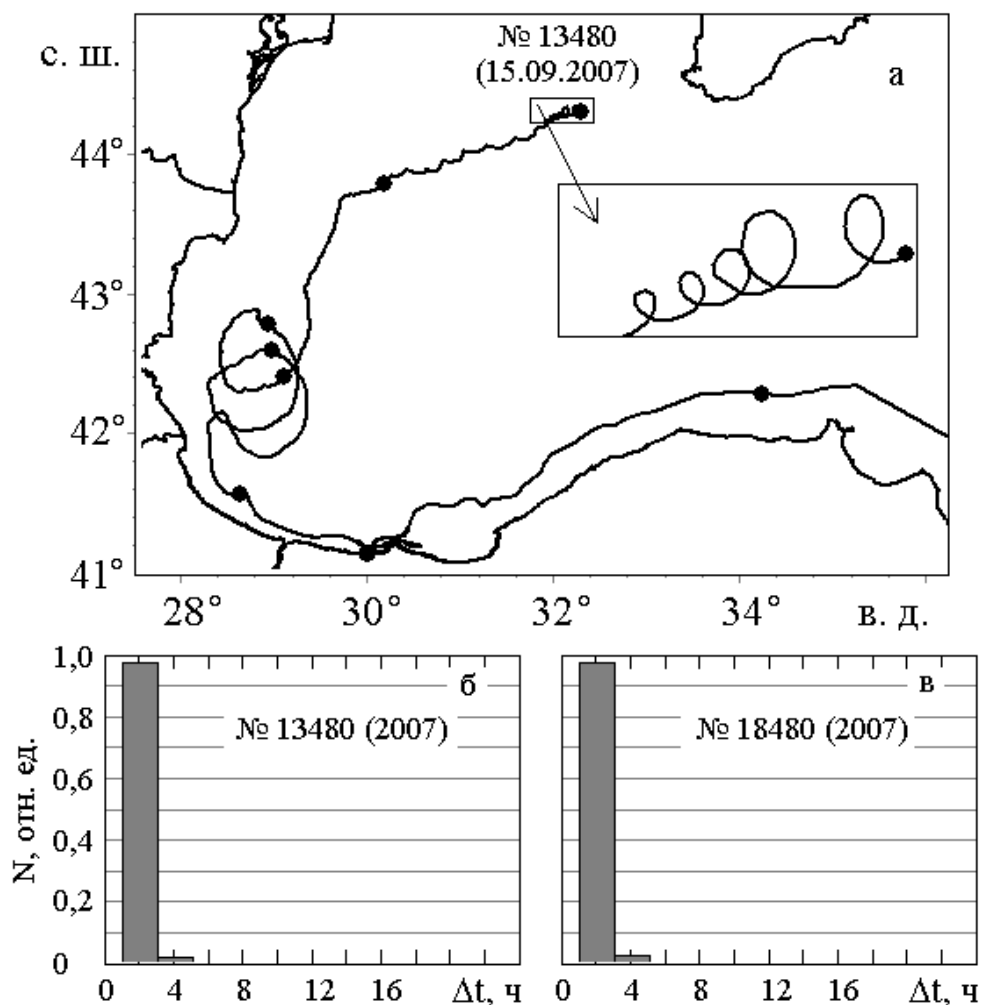 с. ш.
№ 13480
(15.09.2007)
а
44°
43°
42°
41°
28°
30°
32°
34°
в. д.
N, отн. ед.
1,0
0,8
0,6
0,4
0,2
0
б
№ 13480 (2007)
0 4 8 12 16 Δt, ч
в
№ 18480 (2007)
0 4 8 12 16 Δt, ч